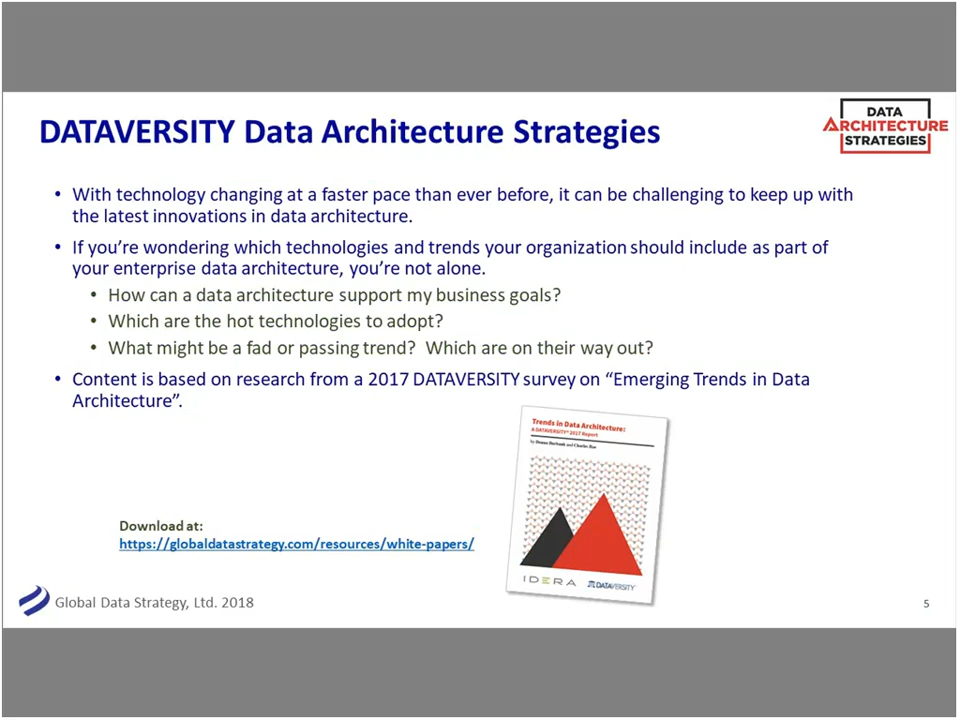 DATAVERSITY Data Architecture Strategies
DATA
ARCHITECTURE
STRATEGIES
• With technology changing at a faster pace than ever before, it can be challenging to keep up with
the latest innovations in data architecture.
• If you’re wondering which technologies and trends your organization should include as part of
your enterprise data architecture, you’re not alone.
• How can a data architecture support my business goals?
• Which are the hot technologies to adopt?
• What might be a fad or passing trend?  Which are on their way out?
• Content is based on research from a 2017 DATAVERSITY survey on “Emerging Trends in Data
Architecture”.
Trends in Data Architecture:
A DATAVERSITY® 2017 Report
by Donna Burbank and Charles Roe
Download at:
https://globaldatastrategy.com/resources/white-papers/
IDERA DATAVERSITY
Global Data Strategy, Ltd. 2018
5